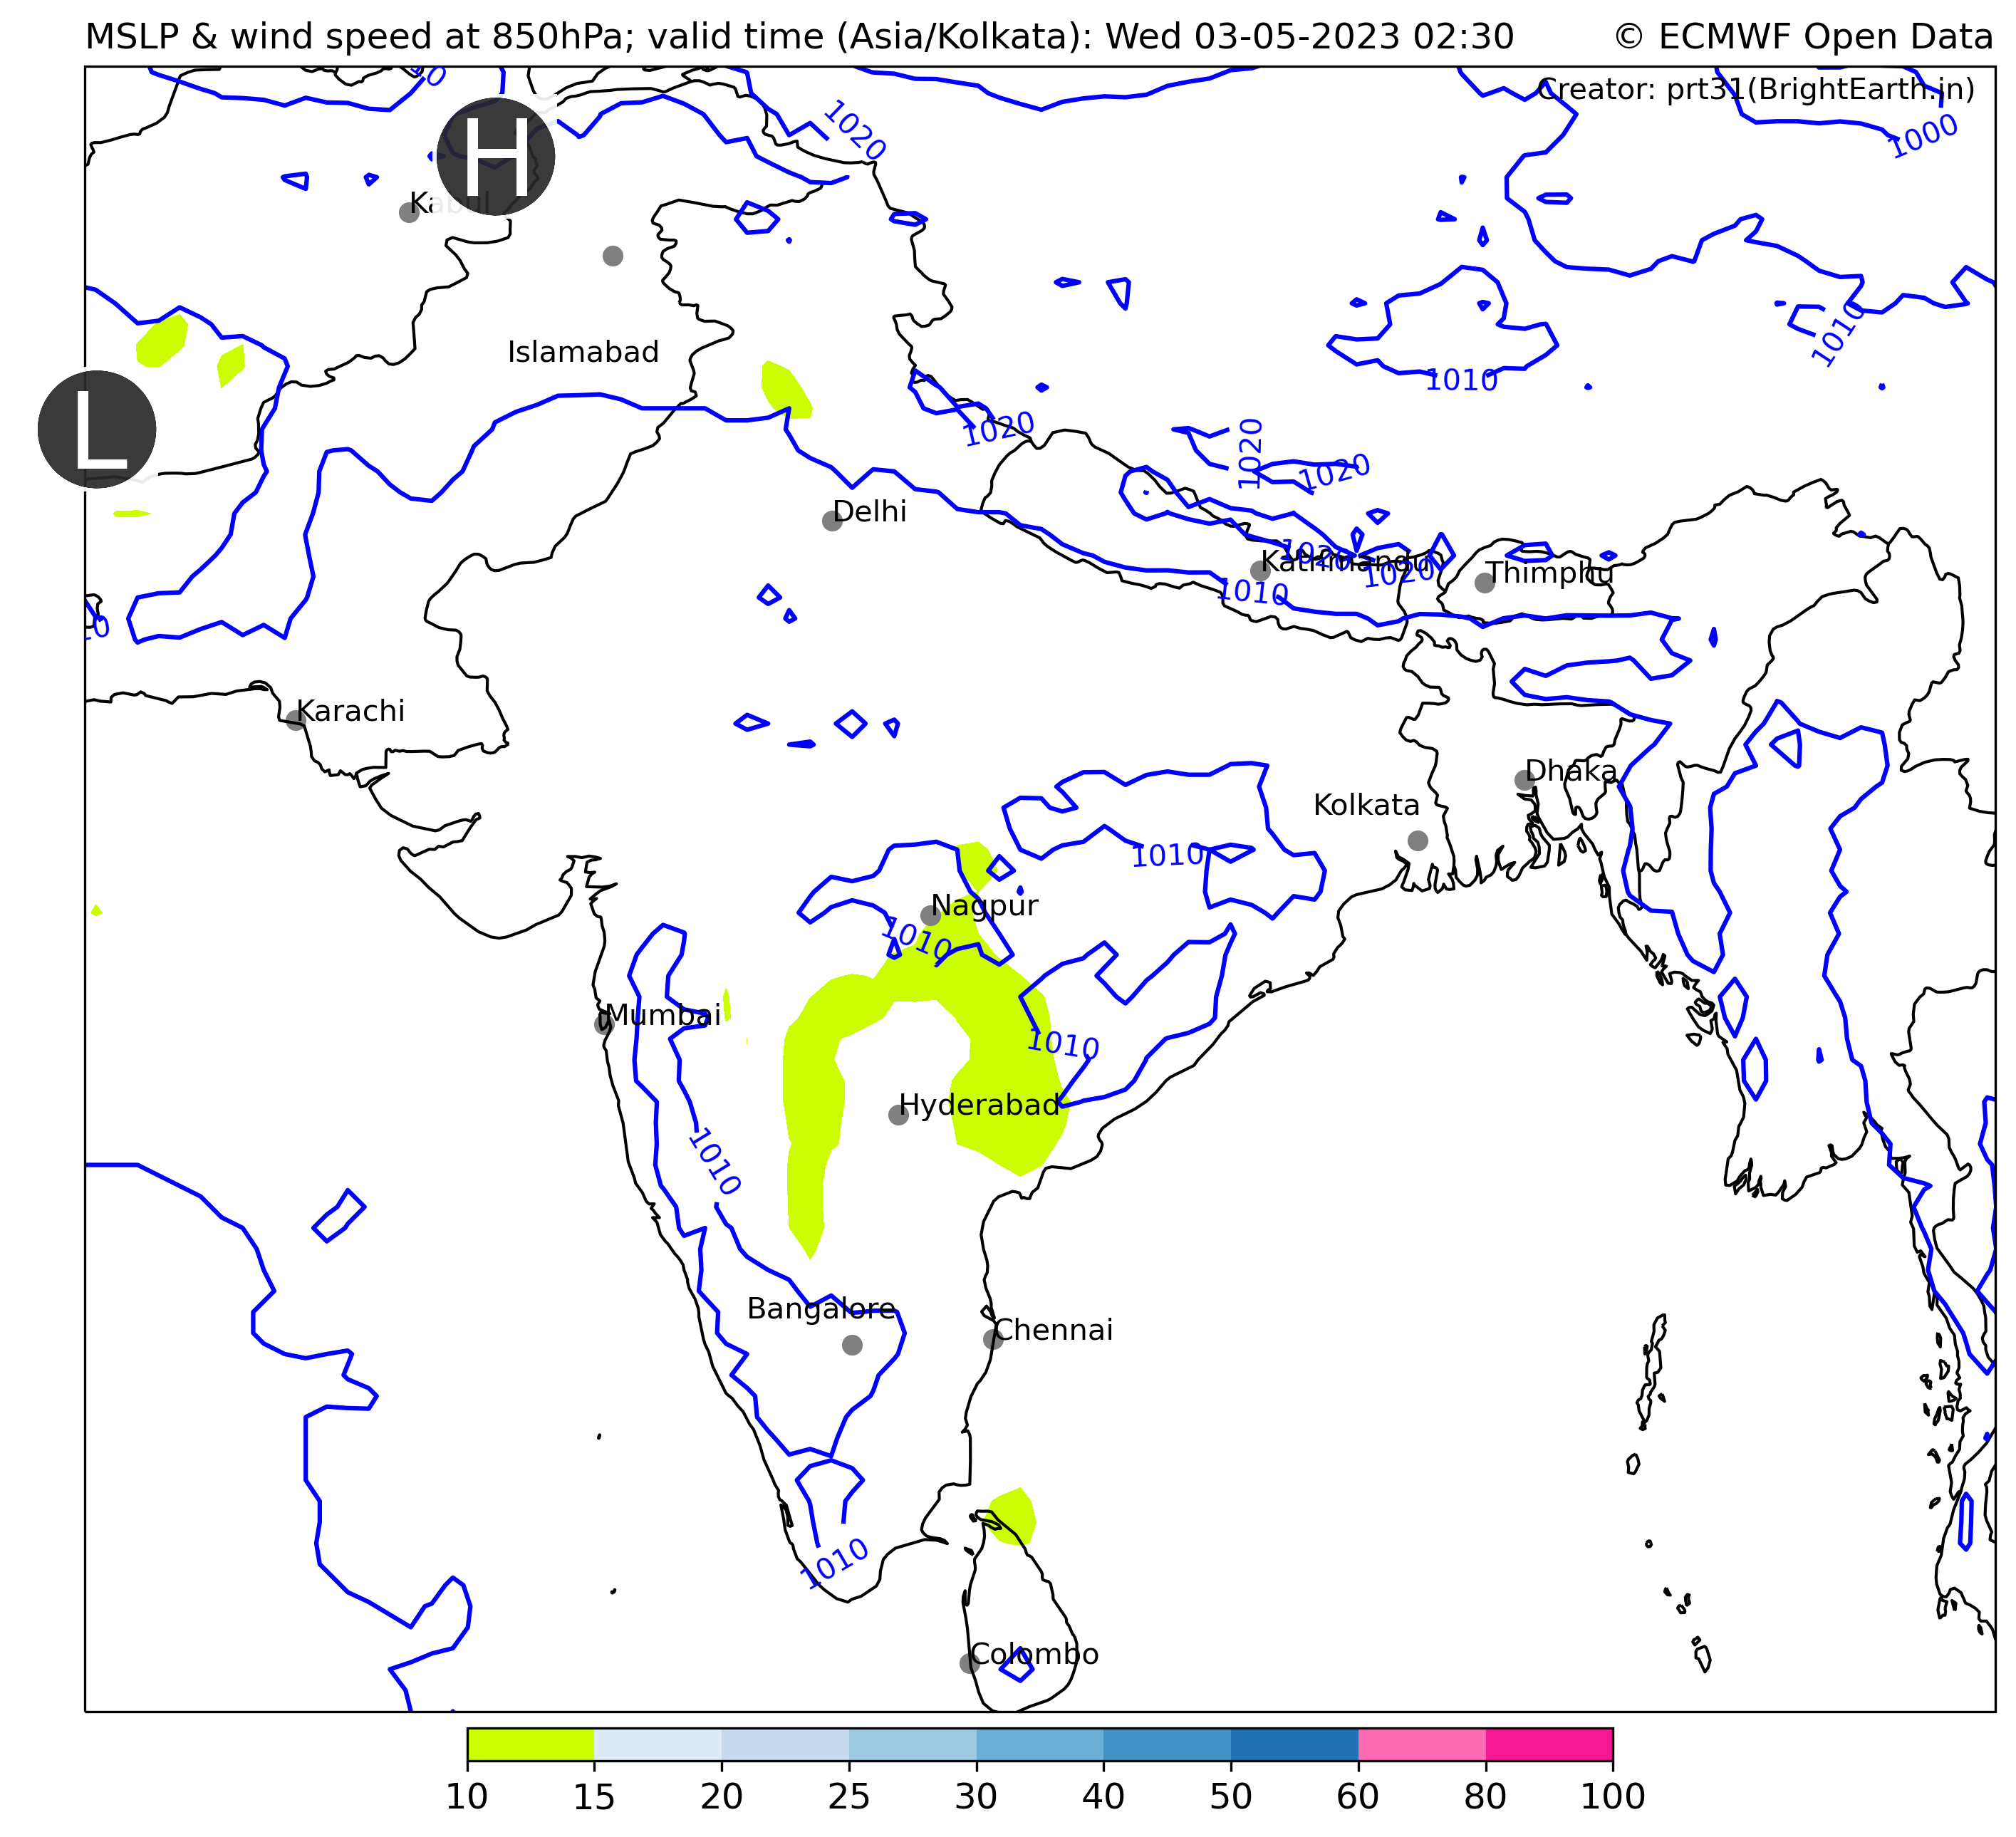 MSLP & wind speed at 850hPa; valid time (Asia/Kolkata): Wed 03-05-2023 02:30
© ECMWF Open Data
Creator: prt31(BrightEarth.in)
1020
1000
H
Kabul
1010
Islamabad
1010
L
1020
1020
1020
Delhi
1020
Kathmandu
1020
Thimphu
1010
Karachi
Dhaka
Kolkata
1010
Nagpur
1010
Mumbai
1010
Hyderabad
1010
Bangalore
Chennai
1010
Colombo
10 15 20 25 30 40 50 60 80 100